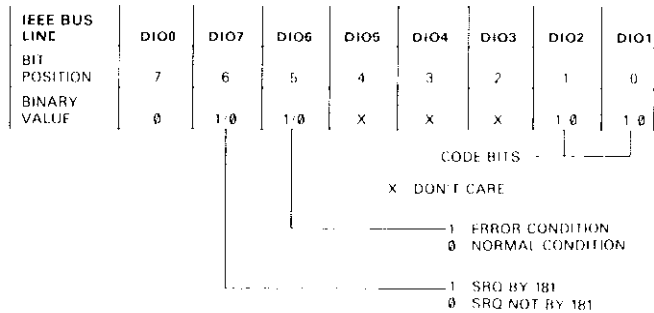 IEEE BUS LINE DIO0 DIO7 DIO6 DIO5 DIO4 DIO3 DIO2 DIO1
BIT POSITION 7 6 5 4 3 2 1 0
BINARY VALUE 0 1/0 1/0 X X X 1 0 1 0
CODE BITS
X DON'T CARE
1 ERROR CONDITION
0 NORMAL CONDITION
1 SRQ BY 181
0 SRQ NOT BY 181